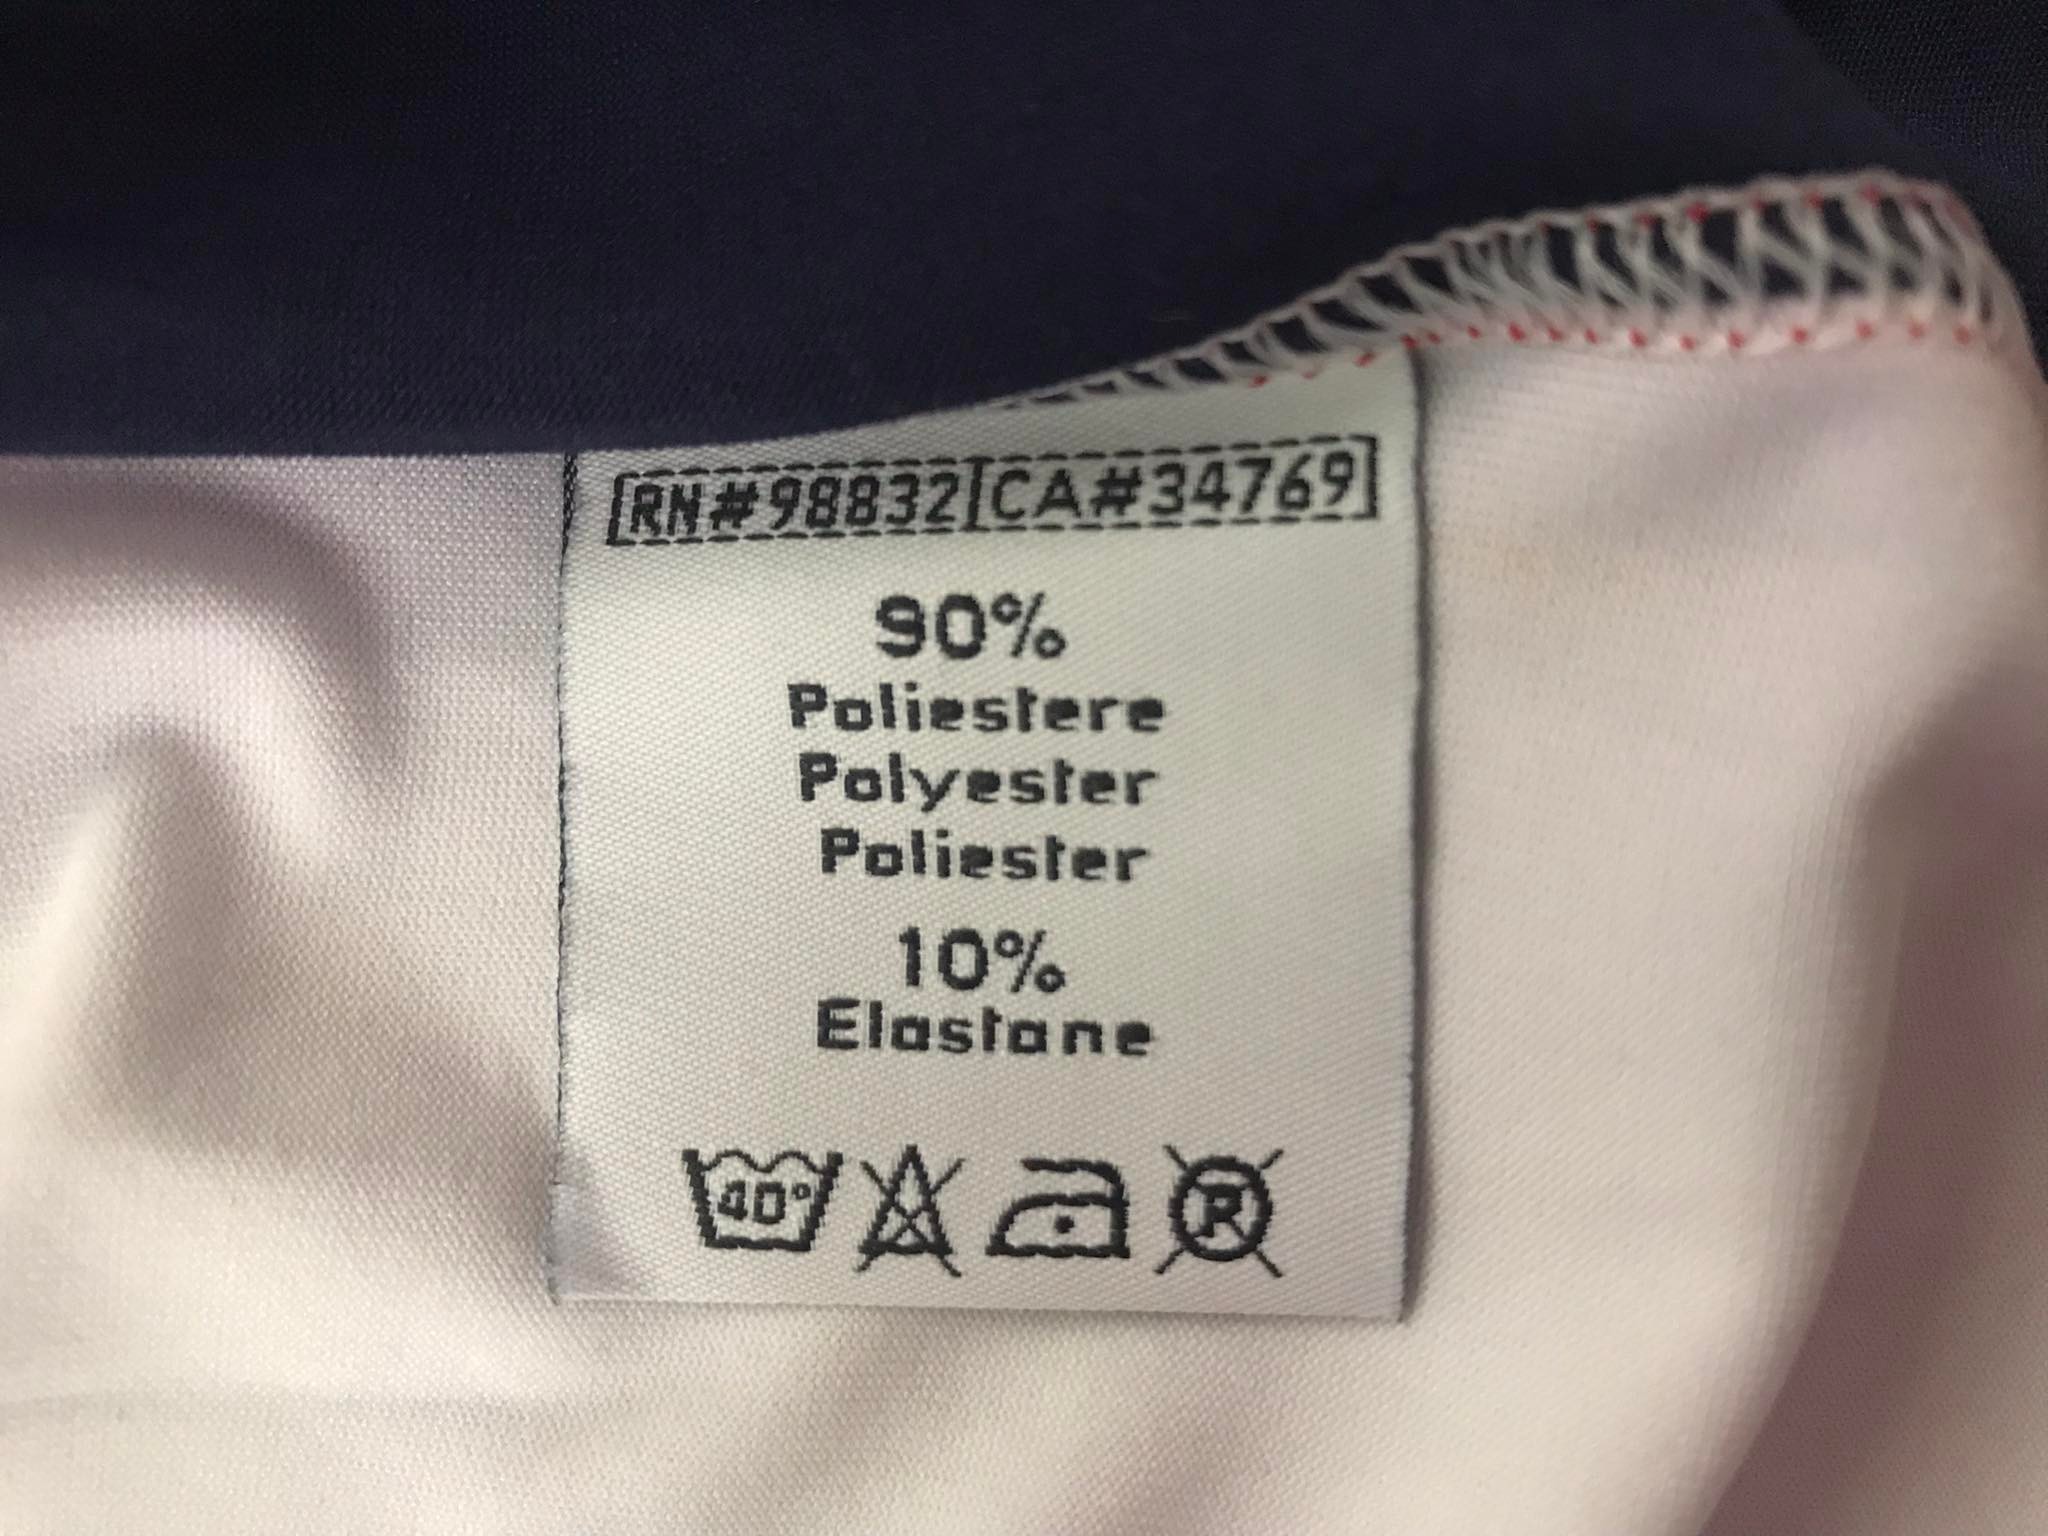 RN#98832 CA#34769
90%
Poliestere
Polyester
Poliester
10%
Elastane
40° R